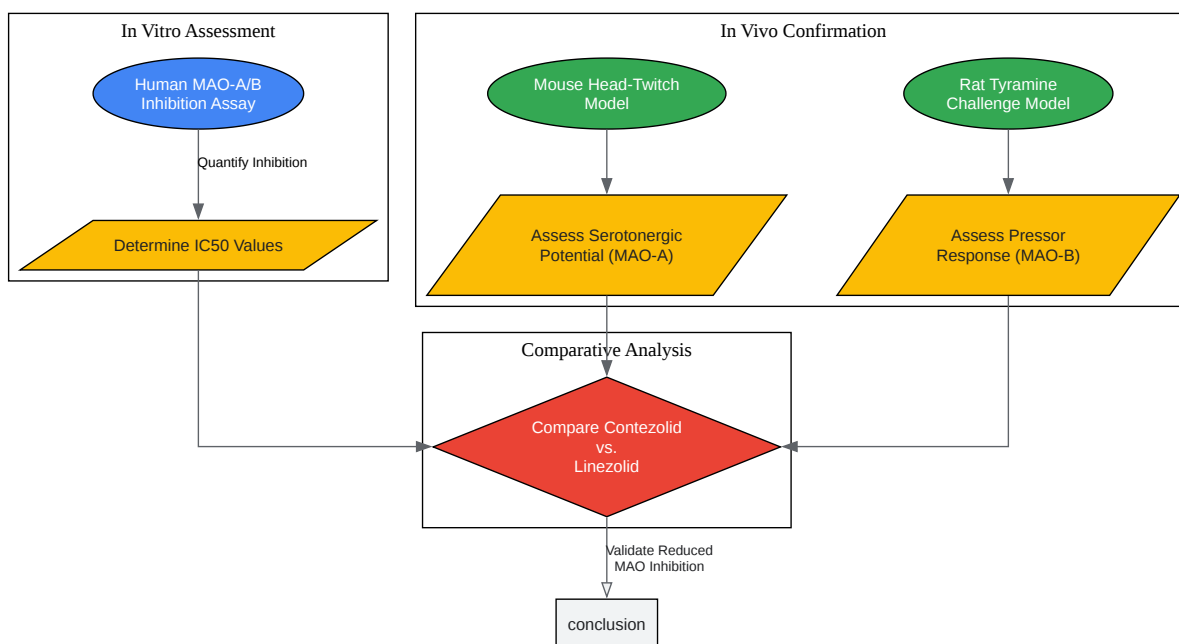 In Vitro Assessment
Human MAO-A/B
Inhibition Assay
Quantify Inhibition
Determine IC50 Values
In Vivo Confirmation
Mouse Head-Twitch
Model
Rat Tyramine
Challenge Model
Assess Serotonergic
Potential (MAO-A)
Assess Pressor
Response (MAO-B)
Comparative Analysis
Compare Contezolid
vs.
Linezolid
Validate Reduced
MAO Inhibition
conclusion